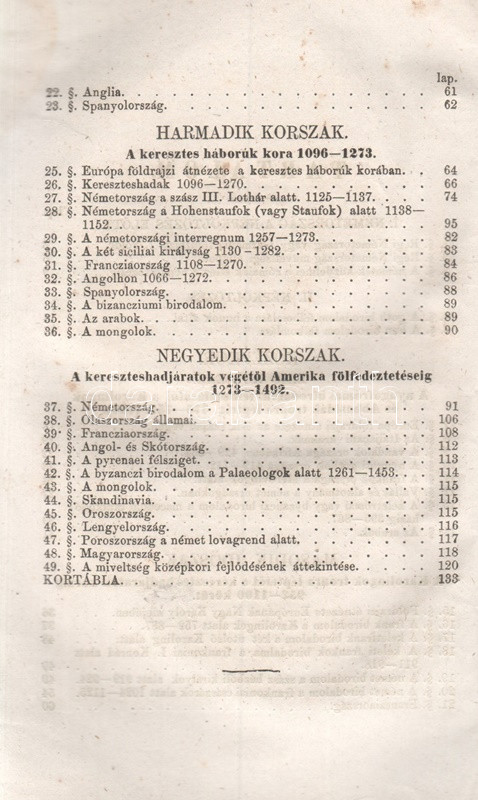 lap.
22. §. Anglia. 61
23. §. Spanyolország. 62
HARMADIK KORSZAK.
A keresztes háborúk kora 1096—1273.
25. §. Európa földrajzi átnézete a keresztes háborúk korában. 64
26. §. Kereszteshadak 1096—1270. 66
27. §. Németország a szász III. Lothár alatt. 1125—1137. 74
28. §. Németország a Hohenstaufok (vagy Staufok) alatt 1138—
1152. 95
29. §. A németországi interregnum 1257—1273. 82
30. §. A két siciliai királyság 1130-1282. 83
31. §. Francziaország 1108—1270. 84
32. §. Angolhon 1066—1272. 86
33. §. Spanyolország. 88
34. §. A bizancziumi birodalom. 89
35. §. Az arabok. 89
36. §. A mongolok. 90
NEGYEDIK KORSZAK.
A kereszteshadjáratok végétöl Amerika fölfedeztetéseig
1273—1492.
37. §. Németország. 91
38. §. Olaszország államai. 106
39· §. Francziaország. 108
40. §. Angol- és Skótország. 112
41. §. A pyrenaei félsziget. 113
42. §. A byzanczi birodalom a Palaeologok alatt 1261—1453. 114
43. §. A mongolok. 115
44. §. Skandinavia. 115
45. §. Oroszország. 115
46. §. Lengyelország. 116
47. §. Poroszország a német lovagrend alatt. 117
48. §. Magyarország. 118
49. §. A miveltség középkori fejlődésének áttekintése. 120
KORTÁBLA. 133